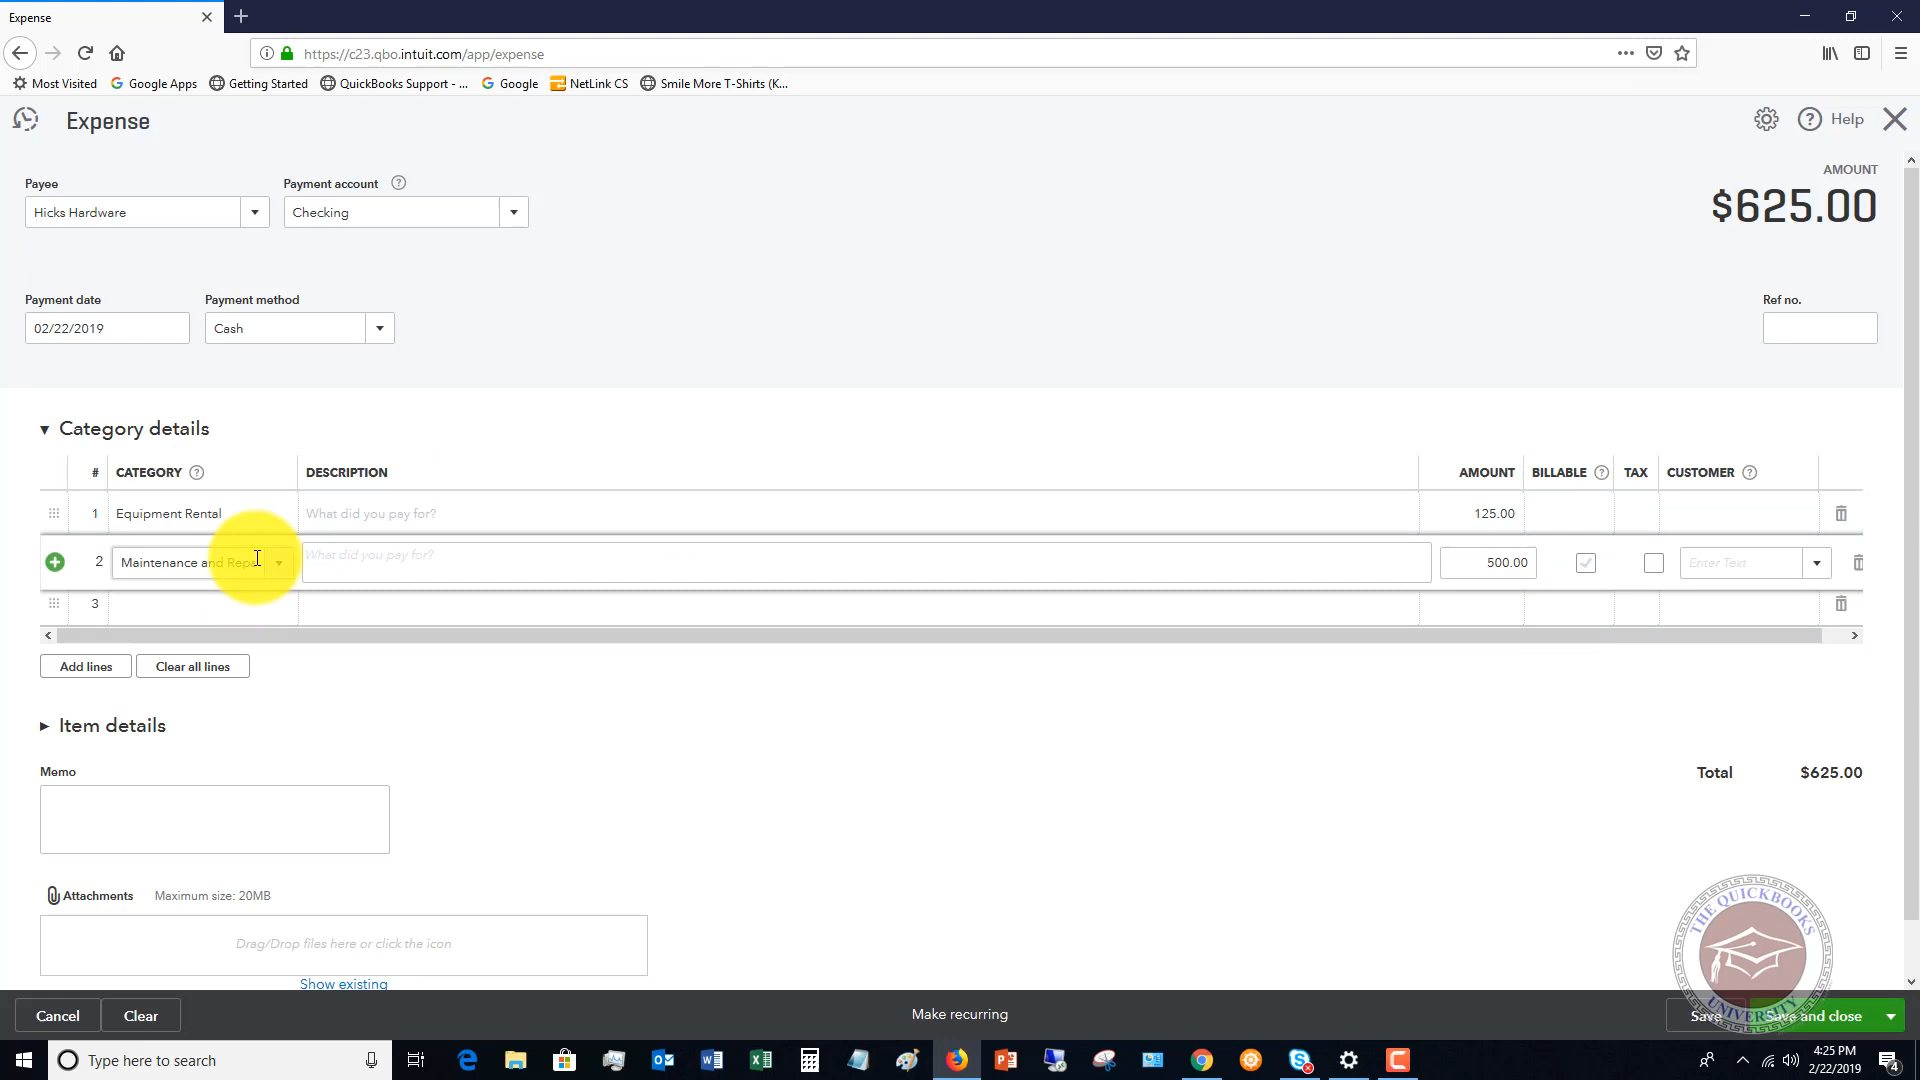 Expense
https://c23.qbo.intuit.com/app/expense
Most Visited Google Apps Getting Started QuickBooks Support - ... Google NetLink CS Smile More T-Shirts (K...
Expense
Help
Payee Payment account
AMOUNT
Hicks Hardware Checking
$625.00
Payment date Payment method Ref no.
02/22/2019 Cash
Category details
# CATEGORY DESCRIPTION AMOUNT BILLABLE TAX CUSTOMER
1 Equipment Rental What did you pay for? 125.00
2 Maintenance and Repa What did you pay for? 500.00 Enter Text
3
Add lines Clear all lines
Item details
Memo
Total $625.00
Attachments Maximum size: 20MB
Drag/Drop files here or click the icon
Show existing
THE QUICKBOOKS UNIVERSITY
Cancel Clear Make recurring Save Save and close
Type here to search
4:25 PM
2/22/2019
4